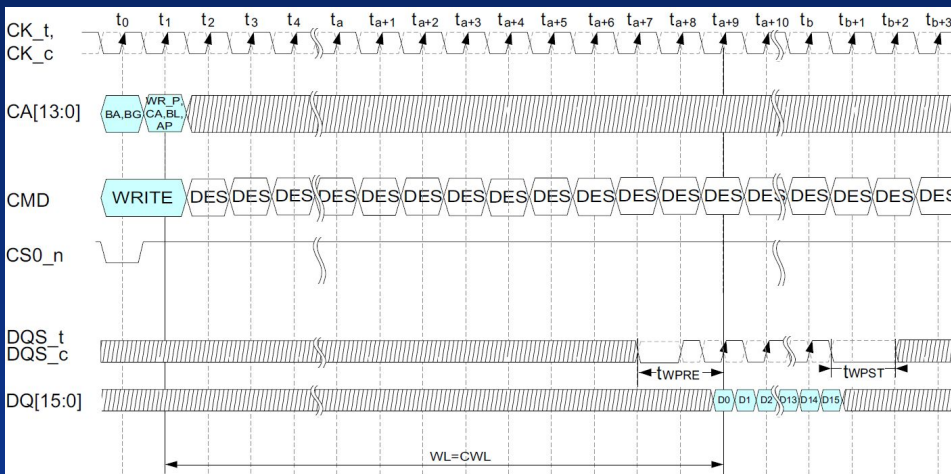 t0 t1 t2 t3 t4 ta ta+1 ta+2 ta+3 ta+4 ta+5 ta+6 ta+7 ta+8 ta+9 ta+10 tb tb+1 tb+2 tb+3
CK_t,
CK_c
CA[13:0]
BA,BG
WR_P,
CA,BL,
AP
CMD
WRITE DES DES DES DES DES DES DES DES DES DES DES DES DES DES DES DES DES DES
CS0_n
DQS_t
DQS_c
tWPRE tWPST
DQ[15:0]
D0 D1 D2 D13 D14 D15
WL=CWL